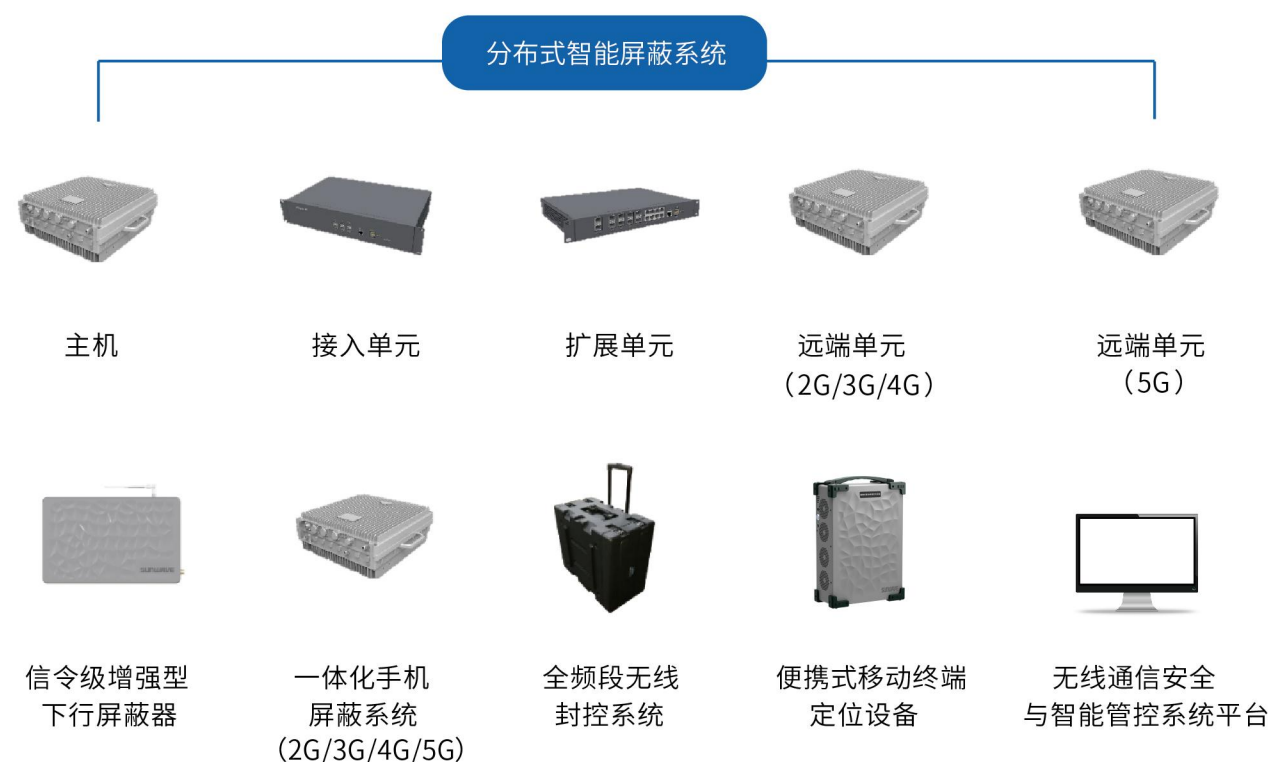 分布式智能屏蔽系统
主机
接入单元
扩展单元
远端单元
（2G/3G/4G）
远端单元
（5G）
信令级增强型
下行屏蔽器
一体化手机
屏蔽系统
（2G/3G/4G/5G）
全频段无线
封控系统
便携式移动终端
定位设备
无线通信安全
与智能管控系统平台